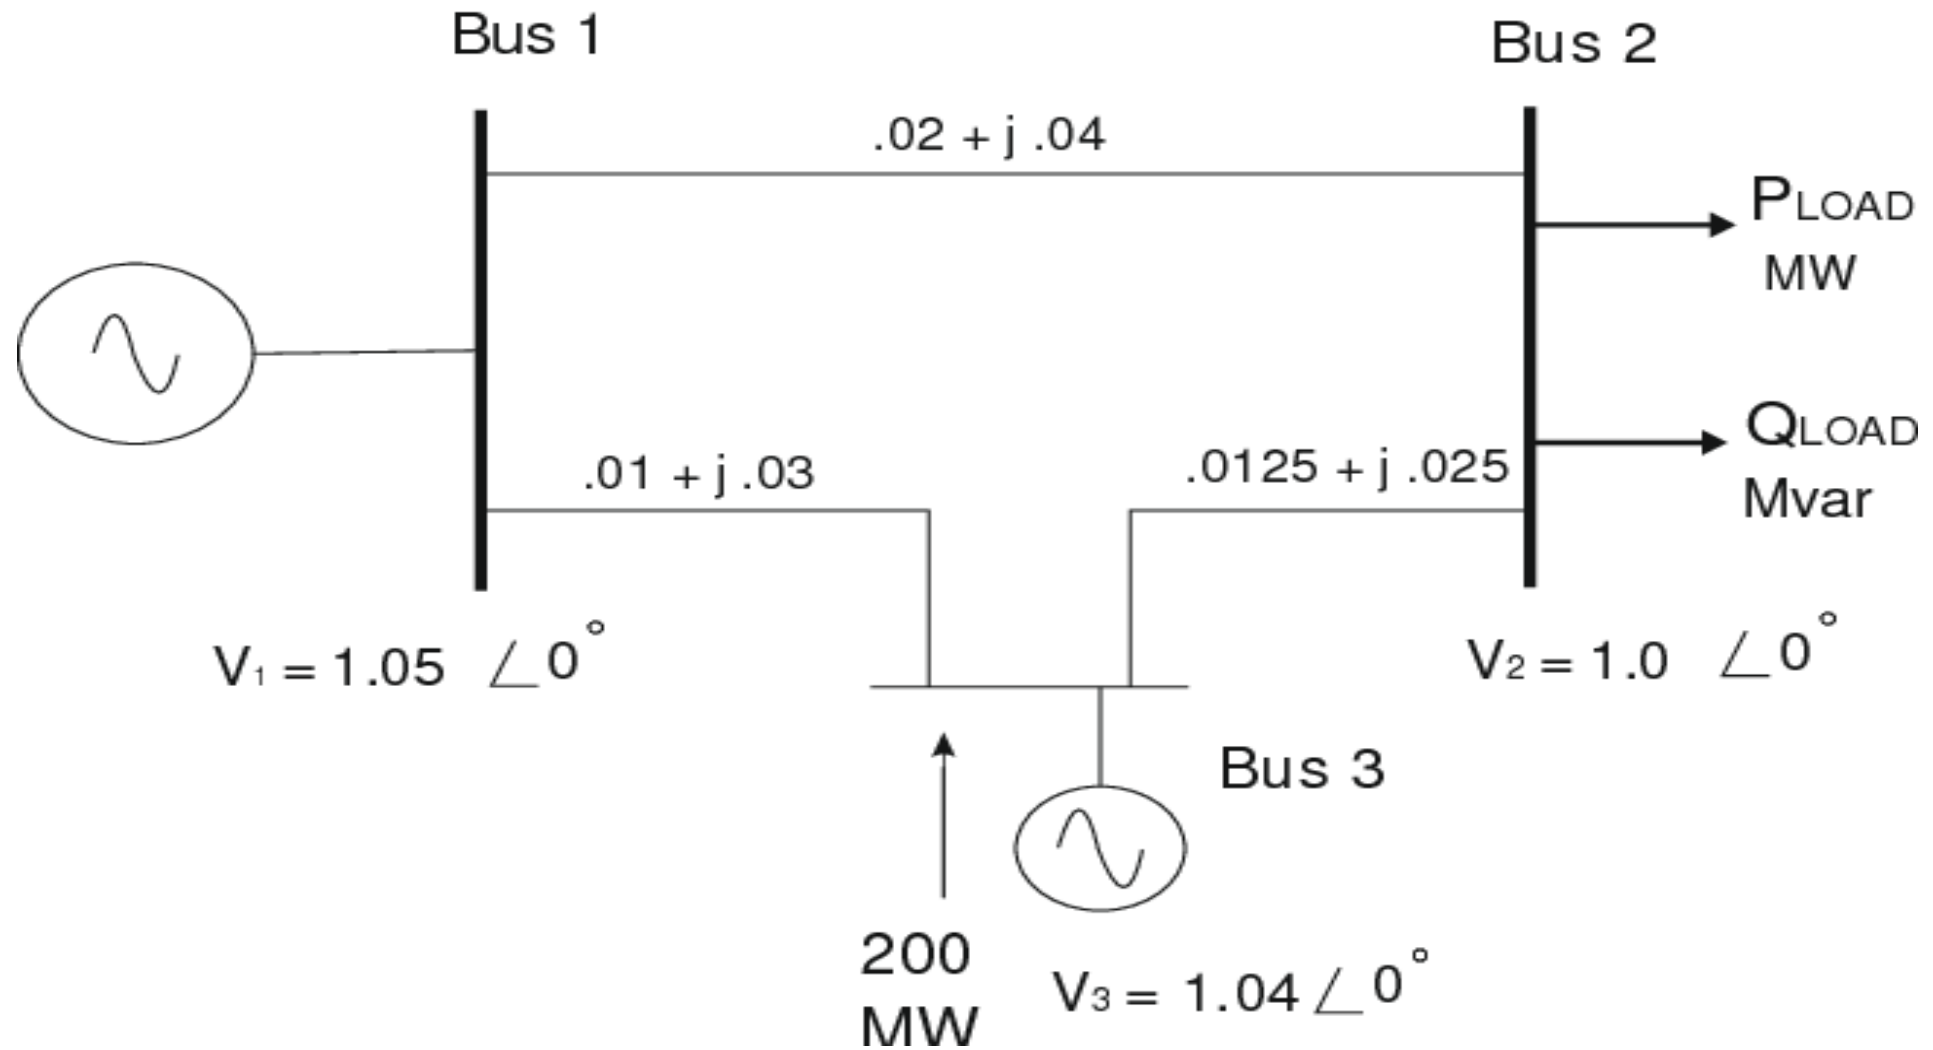 Bus 1
Bus 2
.02 + j .04
PLOAD
MW
.01 + j .03
.0125 + j .025
QLOAD
Mvar
V1 = 1.05 ∠0°
V2 = 1.0 ∠0°
Bus 3
200
MW
V3 = 1.04 ∠0°